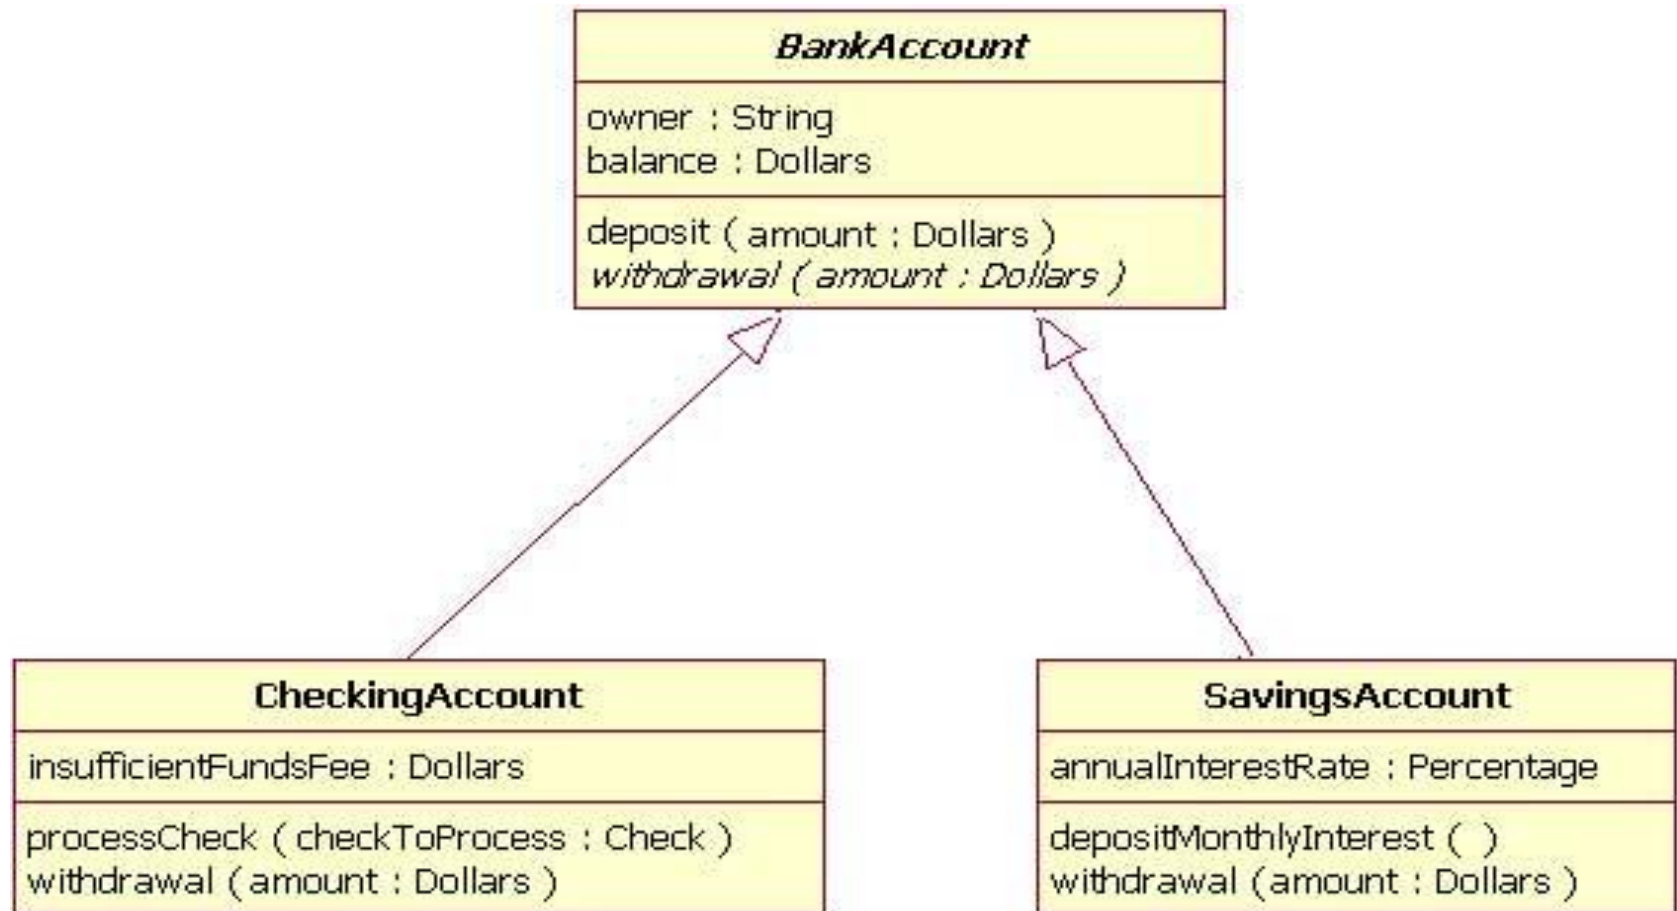 BankAccount
owner : String
balance : Dollars
deposit ( amount : Dollars )
withdrawal ( amount : Dollars )
CheckingAccount
insufficientFundsFee : Dollars
processCheck ( checkToProcess : Check )
withdrawal ( amount : Dollars )
SavingsAccount
annualInterestRate : Percentage
depositMonthlyInterest ( )
withdrawal ( amount : Dollars )